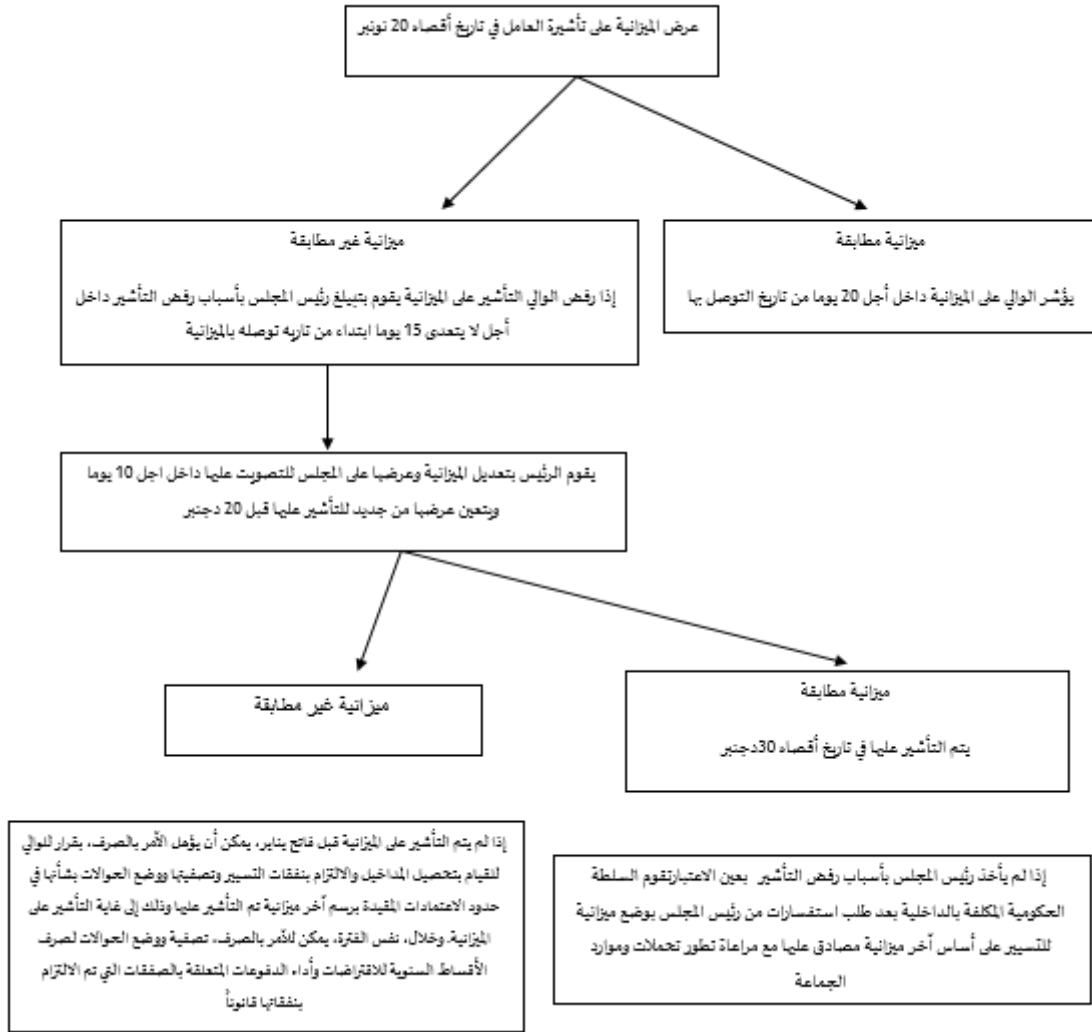 عرض الميزانية على تأشيرة العامل في تاريخ أقصاه 20 نونبر
ميزانية مطابقة
يؤشر الوالي على الميزانية داخل أجل 20 يوما من تاريخ التوصل بها
ميزانية غير مطابقة
إذا رفض الوالي التأشير على الميزانية يقوم بتبيلغ رئيس المجلس بأسباب رفض التأشير داخل
أجل لا يتعدى 15 يوما ابتداء من تاريه توصله بالميزانية
يقوم الرئيس بتعديل الميزانية وعرضها على المجلس للتصويت عليها داخل اجل 10 يوما
ويتعين عرضها من جديد للتأشير عليها قبل 20 دجنبر
ميزانية مطابقة
يتم التأشير عليها في تاريخ أقصاه 30دجنبر
ميزانية غير مطابقة
إذا لم يأخذ رئيس المجلس بأسباب رفض التأشير بعين الاعتبارتقوم السلطة
الحكومية المكلفة بالداخلية بعد طلب استفسارات من رئيس المجلس بوضع ميزانية
للتسيير على أساس آخر ميزانية مصادق عليها مع مراعاة تطور تحملات وموارد
الجماعة
إذا لم يتم التأشير على الميزانية قبل فاتح يناير، يمكن أن يؤهل الآمر بالصرف، بقرار للوالي
للقيام بتحصيل المداخيل والالتزام بنفقات التسيير وتصفيتها ووضع الحوالات بشأنها في
حدود الاعتمادات المقيدة برسم آخر ميزانية تم التأشير عليها وذلك إلى غاية التأشير على
الميزانية.وخلال، نفس الفترة، يمكن للآمر بالصرف، تصفية ووضع الحوالات لصرف
الأقساط السنوية للاقتراضات وأداء الدفوعات المتعلقة بالصفقات التي تم الالتزام
بنفقاتها قانوناً